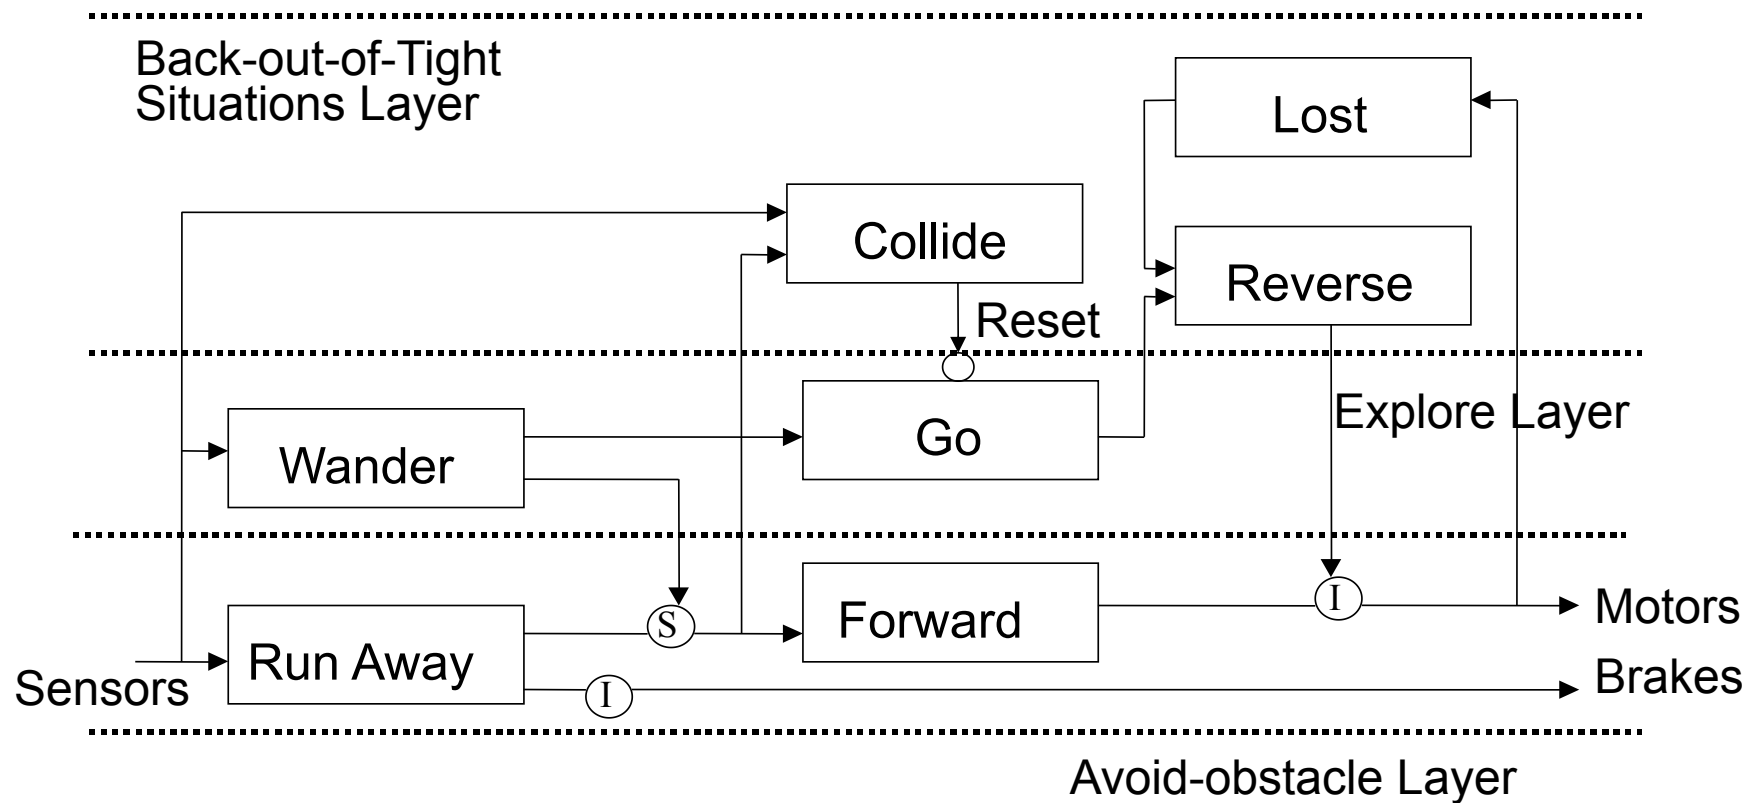 Back-out-of-Tight
Situations Layer
Lost
Collide
Reverse
Reset
Explore Layer
Go
Wander
S
I
Forward
Motors
Run Away
Sensors
I
Brakes
Avoid-obstacle Layer